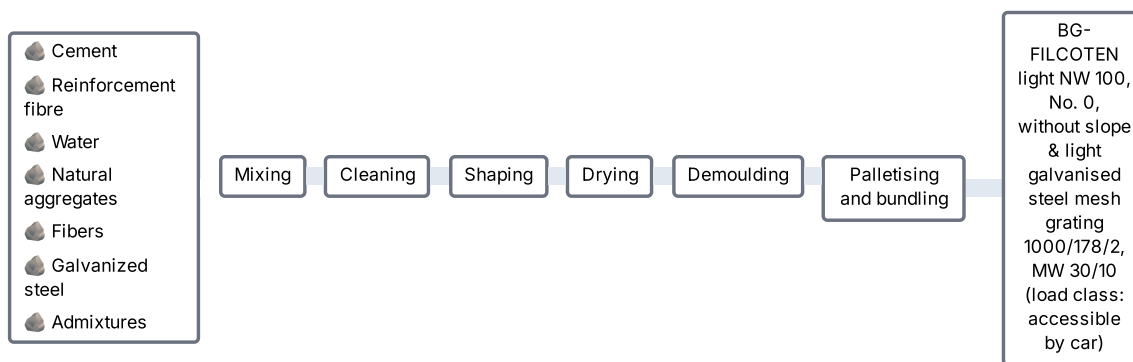 Cement
Reinforcement
fibre
Water
Natural
aggregates
Fibers
Galvanized
steel
Admixtures
Mixing
Cleaning
Shaping
Drying
Demoulding
Palletising
and bundling
BG-
FILCOTEN
light NW 100,
No. 0,
without slope
& light
galvanised
steel mesh
grating
1000/178/2,
MW 30/10
(load class:
accessible
by car)